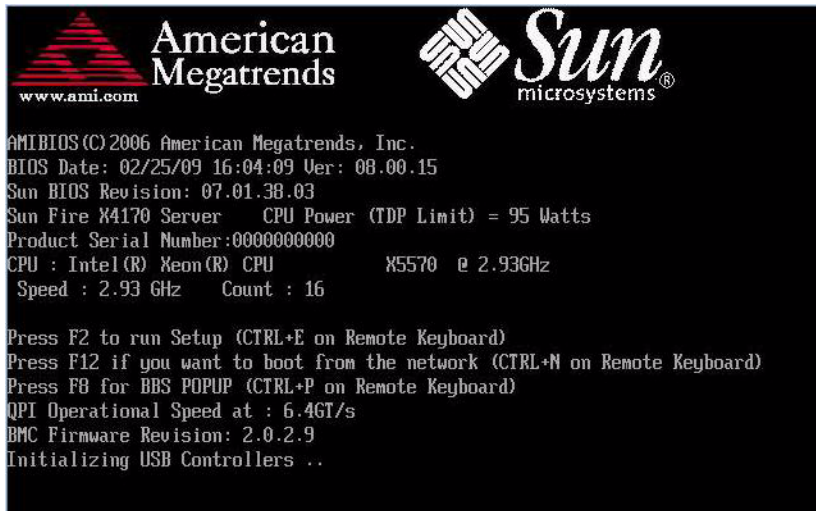 American
Megatrends
www.ami.com
Sun®
microsystems
AMIBIOS(C)2006 American Megatrends, Inc.
BIOS Date: 02/25/09 16:04:09 Ver: 08.00.15
Sun BIOS Revision: 07.01.38.03
Sun Fire X4170 Server    CPU Power (TDP Limit) = 95 Watts
Product Serial Number:0000000000
CPU : Intel(R) Xeon(R) CPU           X5570  @ 2.93GHz
Speed : 2.93 GHz    Count : 16
Press F2 to run Setup (CTRL+E on Remote Keyboard)
Press F12 if you want to boot from the network (CTRL+N on Remote Keyboard)
Press F8 for BBS POPUP (CTRL+P on Remote Keyboard)
QPI Operational Speed at : 6.4GT/s
BMC Firmware Revision: 2.0.2.9
Initializing USB Controllers ..